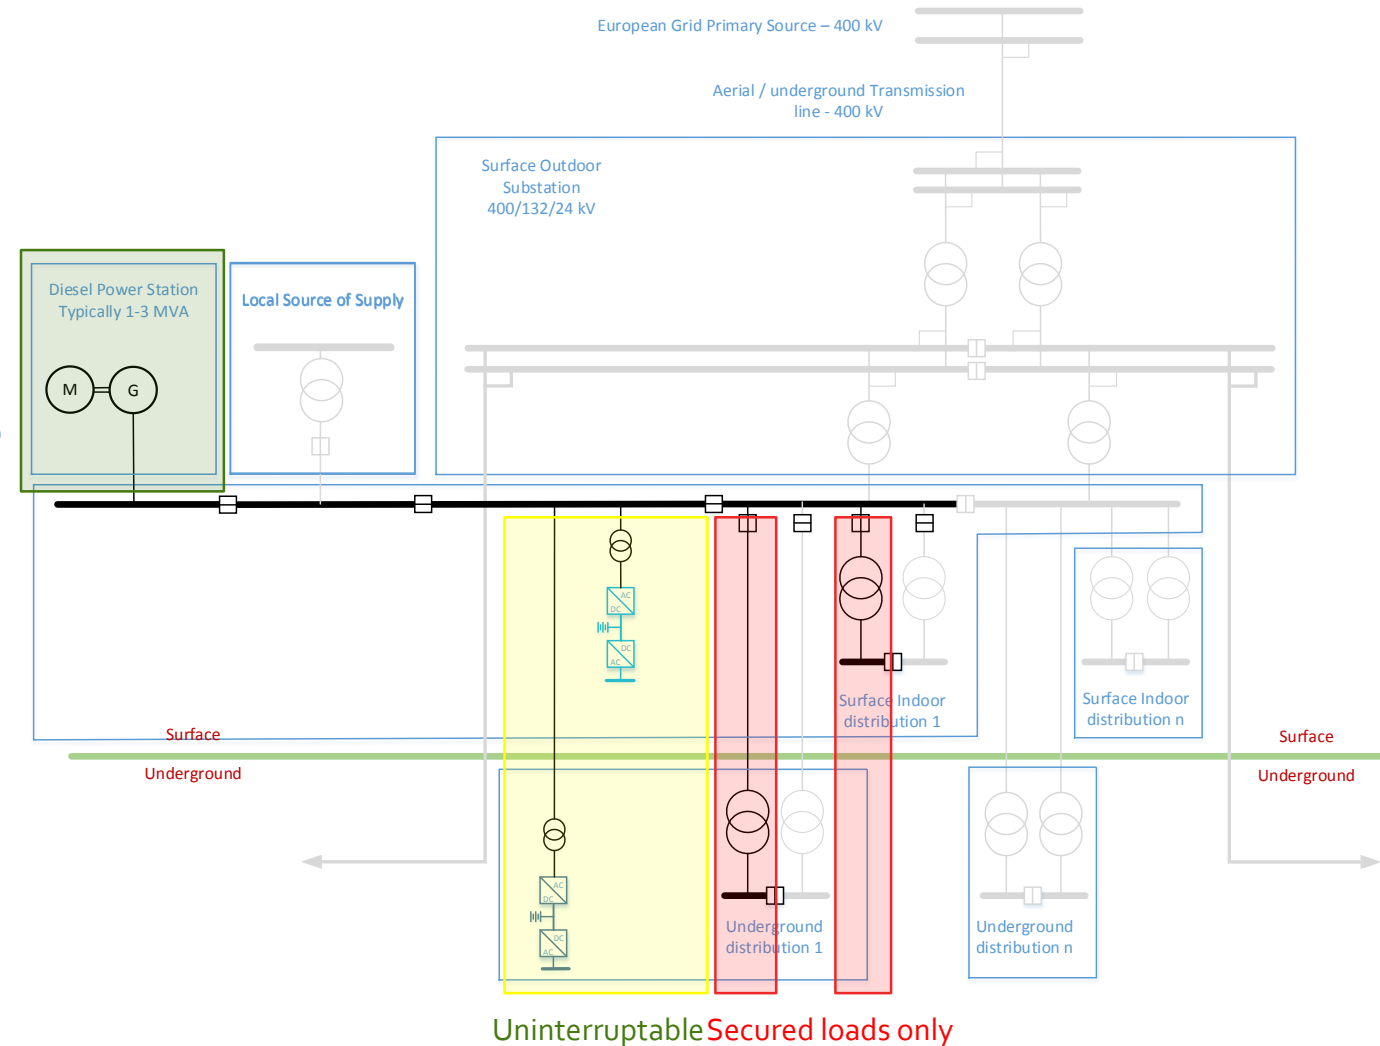 European Grid Primary Source – 400 kV
Aerial / underground Transmission
line - 400 kV
Surface Outdoor
Substation
400/132/24 kV
Diesel Power Station
Typically 1-3 MVA
Local Source of Supply
M
G
AC
DC
DC
AC
Surface Indoor
distribution 1
Surface Indoor
distribution n
Surface
Underground
Surface
Underground
AC
DC
DC
AC
Underground
distribution 1
Underground
distribution n
Uninterruptable Secured loads only